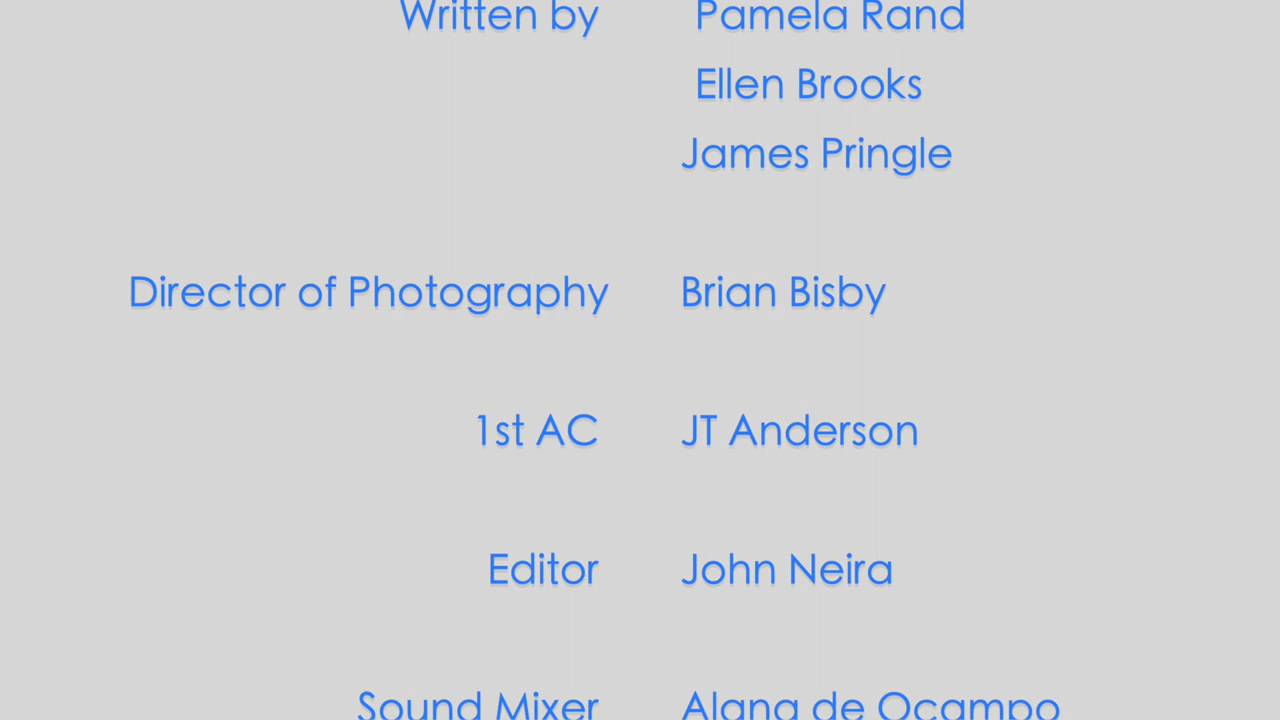 Written by Pamela Rand
Ellen Brooks
James Pringle
Director of Photography Brian Bisby
1st AC JT Anderson
Editor John Neira
Sound Mixer Alana de Ocampo